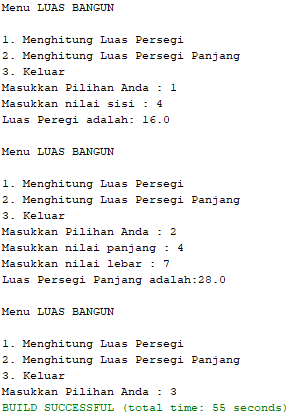 Menu LUAS BANGUN
1. Menghitung Luas Persegi
2. Menghitung Luas Persegi Panjang
3. Keluar
Masukkan Pilihan Anda : 1
Masukkan nilai sisi : 4
Luas Peregi adalah: 16.0
Menu LUAS BANGUN
1. Menghitung Luas Persegi
2. Menghitung Luas Persegi Panjang
3. Keluar
Masukkan Pilihan Anda : 2
Masukkan nilai panjang : 4
Masukkan nilai lebar : 7
Luas Persegi Panjang adalah:28.0
Menu LUAS BANGUN
1. Menghitung Luas Persegi
2. Menghitung Luas Persegi Panjang
3. Keluar
Masukkan Pilihan Anda : 3
BUILD SUCCESSFUL (total time: 55 seconds)